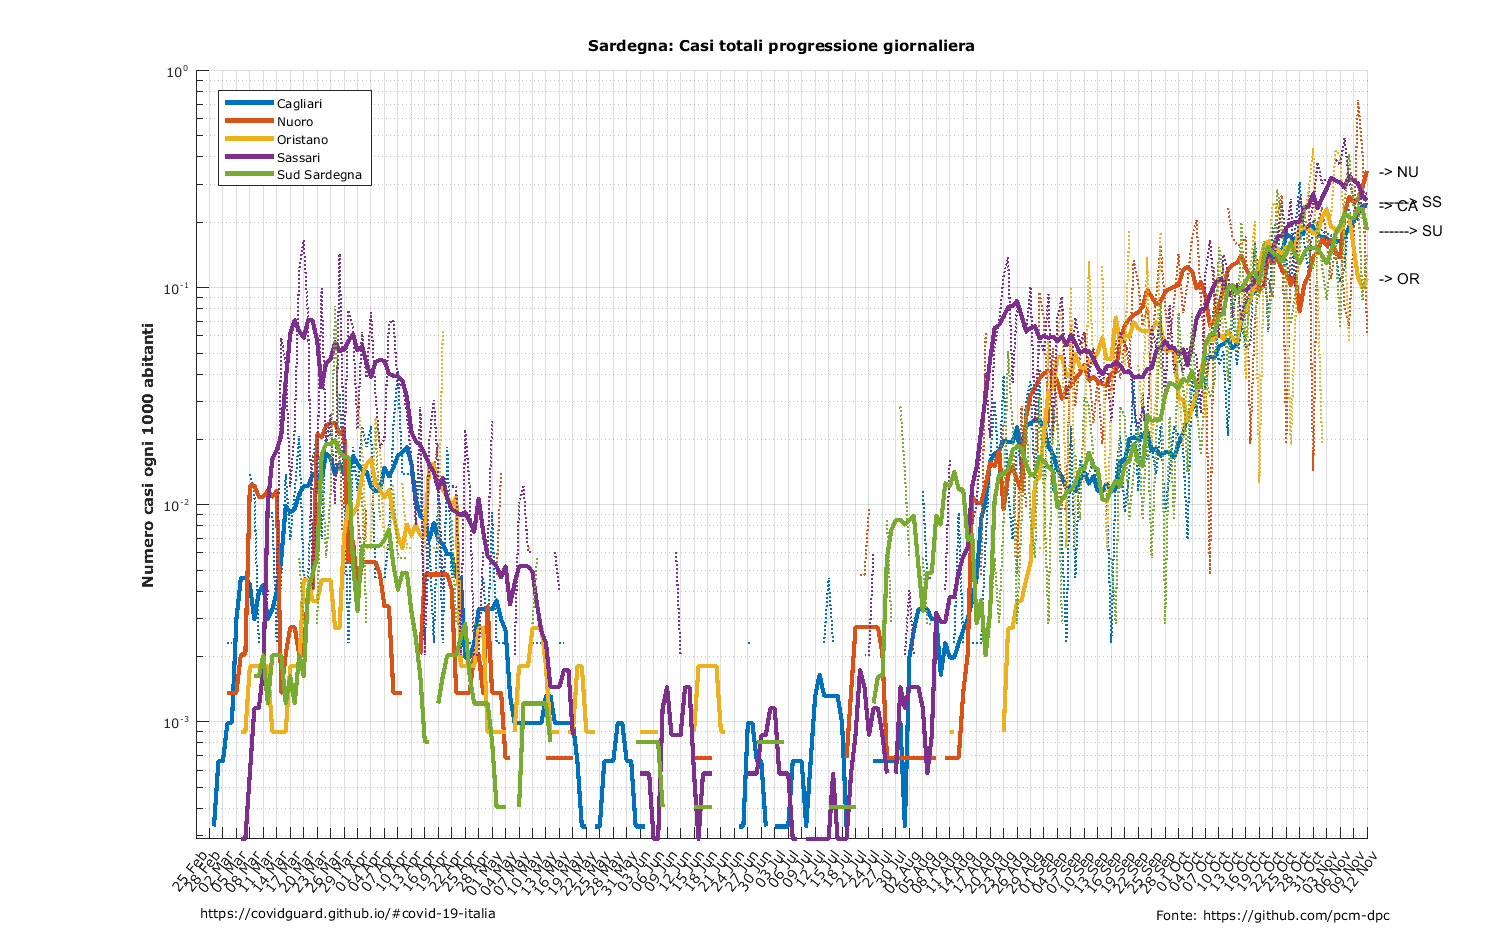 Sardegna: Casi totali progressione giornaliera
10⁰
Cagliari
Nuoro
Oristano
Sassari
Sud Sardegna
-> NU
------> SS
-> CA
------> SU
-> OR
10⁻¹
10⁻²
10⁻³
Numero casi ogni 1000 abitanti
25 Feb
28 Feb
02 Mar
05 Mar
08 Mar
11 Mar
14 Mar
17 Mar
20 Mar
23 Mar
26 Mar
29 Mar
01 Apr
04 Apr
07 Apr
10 Apr
13 Apr
16 Apr
19 Apr
22 Apr
25 Apr
28 Apr
01 May
04 May
07 May
10 May
13 May
16 May
19 May
22 May
25 May
28 May
31 May
03 Jun
06 Jun
09 Jun
12 Jun
15 Jun
18 Jun
21 Jun
24 Jun
27 Jun
30 Jun
03 Jul
06 Jul
09 Jul
12 Jul
15 Jul
18 Jul
21 Jul
24 Jul
27 Jul
30 Jul
02 Aug
05 Aug
08 Aug
11 Aug
14 Aug
17 Aug
20 Aug
23 Aug
26 Aug
29 Aug
01 Sep
04 Sep
07 Sep
10 Sep
13 Sep
16 Sep
19 Sep
22 Sep
25 Sep
28 Sep
01 Oct
04 Oct
07 Oct
10 Oct
13 Oct
16 Oct
19 Oct
22 Oct
25 Oct
28 Oct
31 Oct
03 Nov
06 Nov
09 Nov
12 Nov
https://covidguard.github.io/#covid-19-italia
Fonte: https://github.com/pcm-dpc